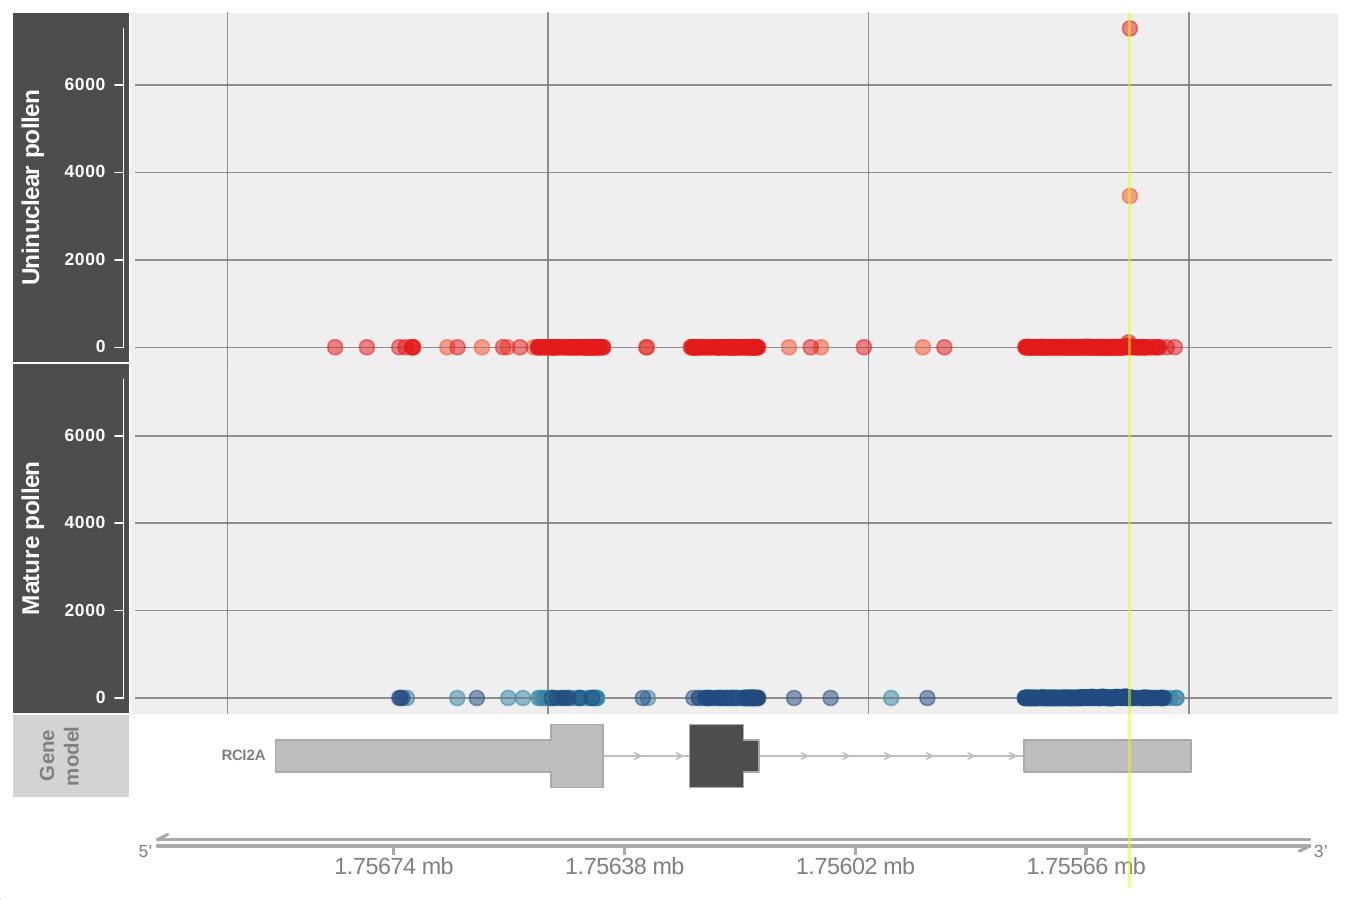 Uninuclear pollen
6000
4000
2000
0
Mature pollen
6000
4000
2000
0
Gene
model
RCI2A
5'
3'
1.75674 mb
1.75638 mb
1.75602 mb
1.75566 mb